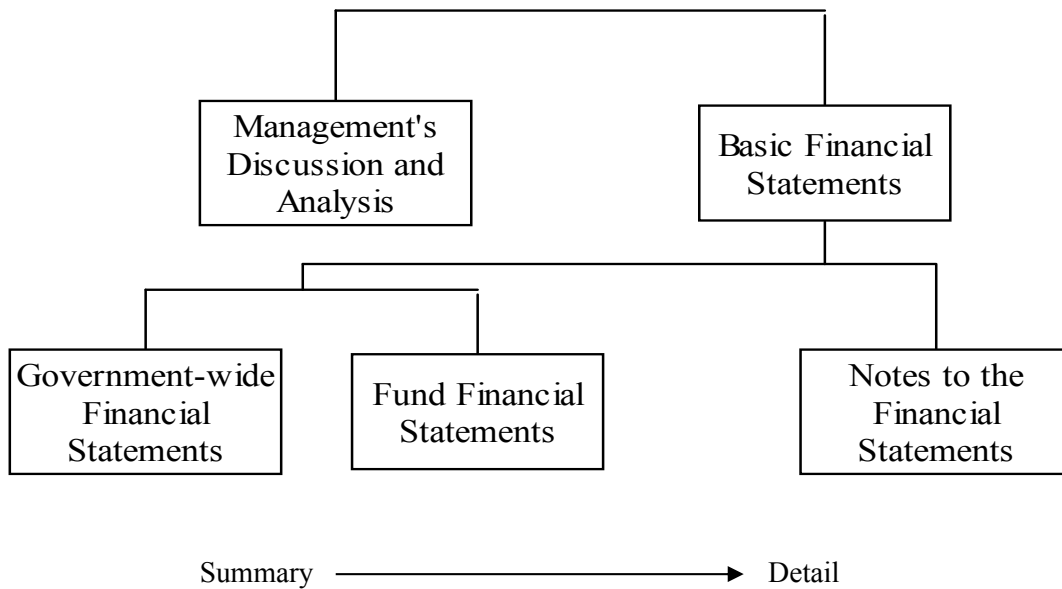 Management's
Discussion and
Analysis
Basic Financial
Statements
Government-wide
Financial
Statements
Fund Financial
Statements
Notes to the
Financial
Statements
Summary
Detail